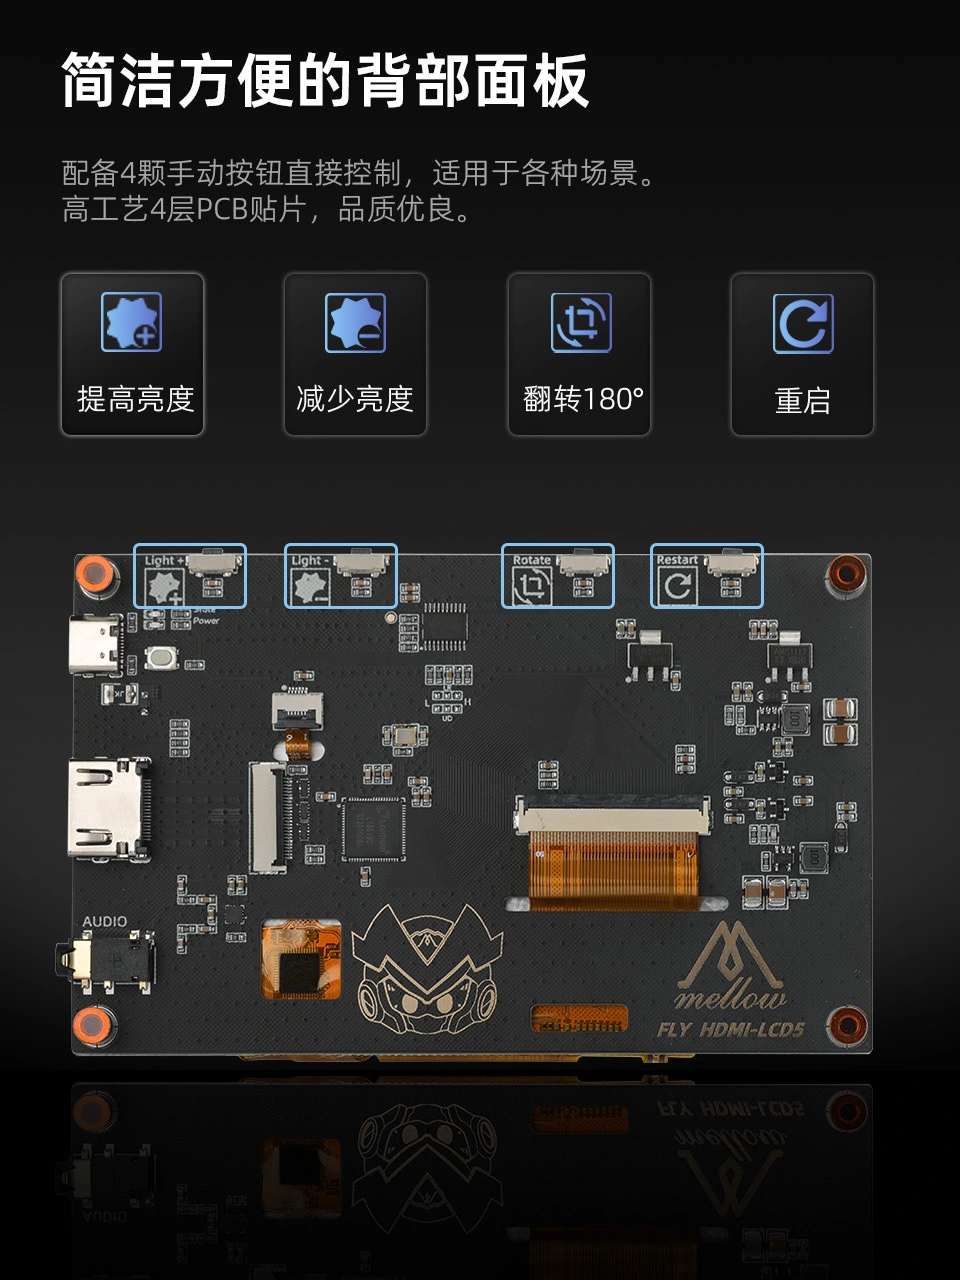 简洁方便的背部面板
配备4颗手动按钮直接控制，适用于各种场景。
高工艺4层PCB贴片，品质优良。
提高亮度
减少亮度
翻转180°
重启
Light +
Light -
Rotate
Restart
State
Power
L
H
UD
6
AUDIO
mellow
FLY HDMI-LCD5